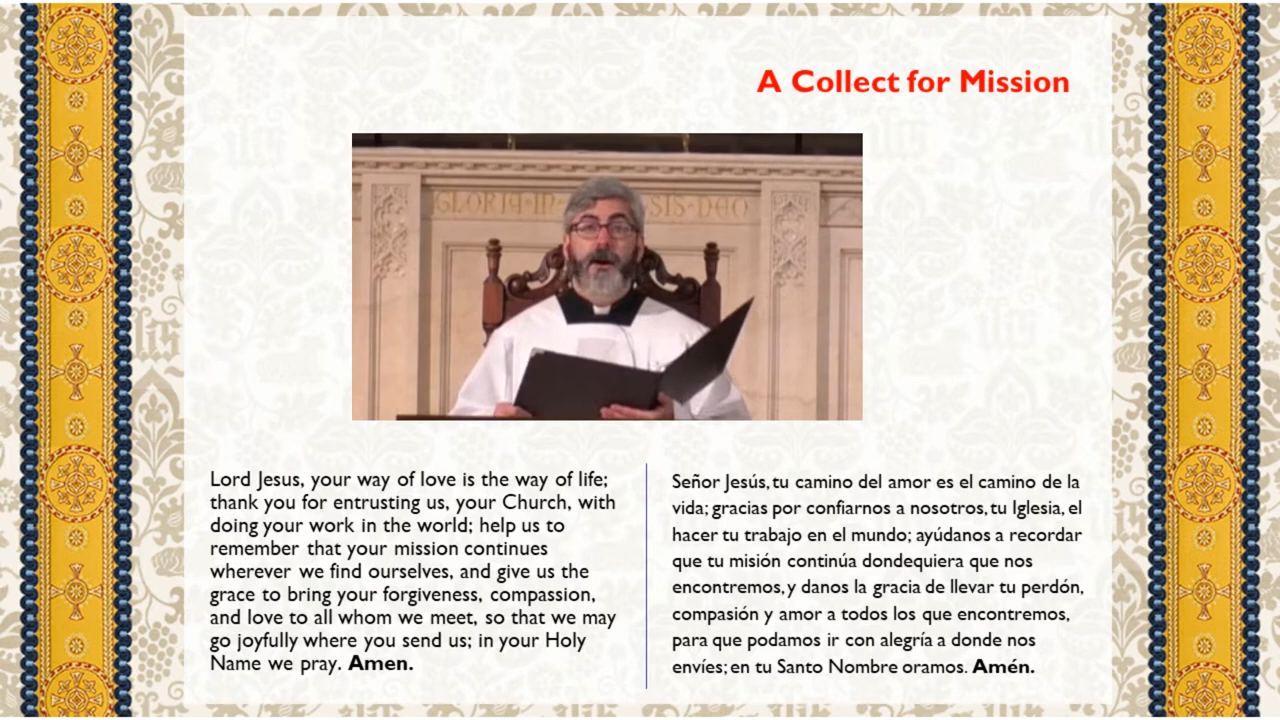 A Collect for Mission
GLORIA·IN
SIS·DEO
Lord Jesus, your way of love is the way of life;
thank you for entrusting us, your Church, with
doing your work in the world; help us to
remember that your mission continues
wherever we find ourselves, and give us the
grace to bring your forgiveness, compassion,
and love to all whom we meet, so that we may
go joyfully where you send us; in your Holy
Name we pray. Amen.
Señor Jesús, tu camino del amor es el camino de la
vida; gracias por confiarnos a nosotros, tu Iglesia, el
hacer tu trabajo en el mundo; ayúdanos a recordar
que tu misión continúa dondequiera que nos
encontremos, y danos la gracia de llevar tu perdón,
compasión y amor a todos los que encontremos,
para que podamos ir con alegría a donde nos
envíes; en tu Santo Nombre oramos. Amén.